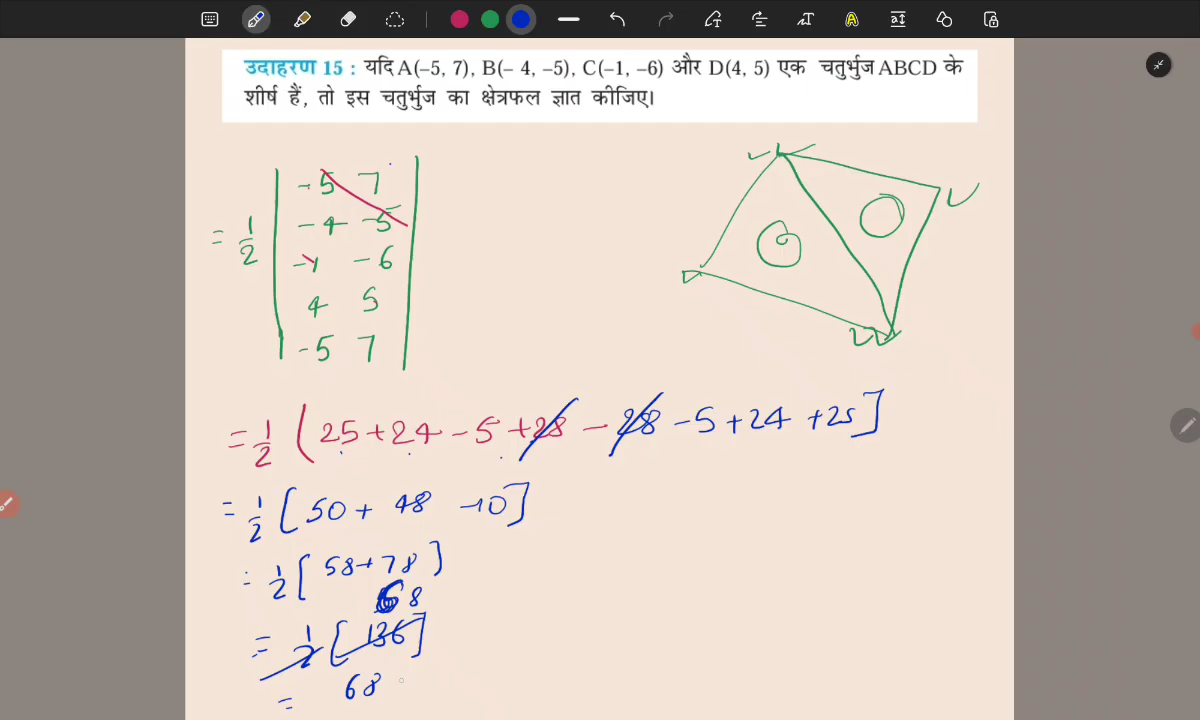 उदाहरण 15 : यदि A(–5, 7), B(– 4, –5), C(–1, –6) और D(4, 5) एक चतुर्भुज ABCD के
शीर्ष हैं, तो इस चतुर्भुज का क्षेत्रफल ज्ञात कीजिए।
-5 7
-4 -5
= 1/2
-1 -6
4 5
-5 7
= 1/2 (25+24-5+28-28-5+24+25]
= 1/2 [50+ 48 -10]
= 1/2 [58+78]
68
= 1/2 [136]
= 68